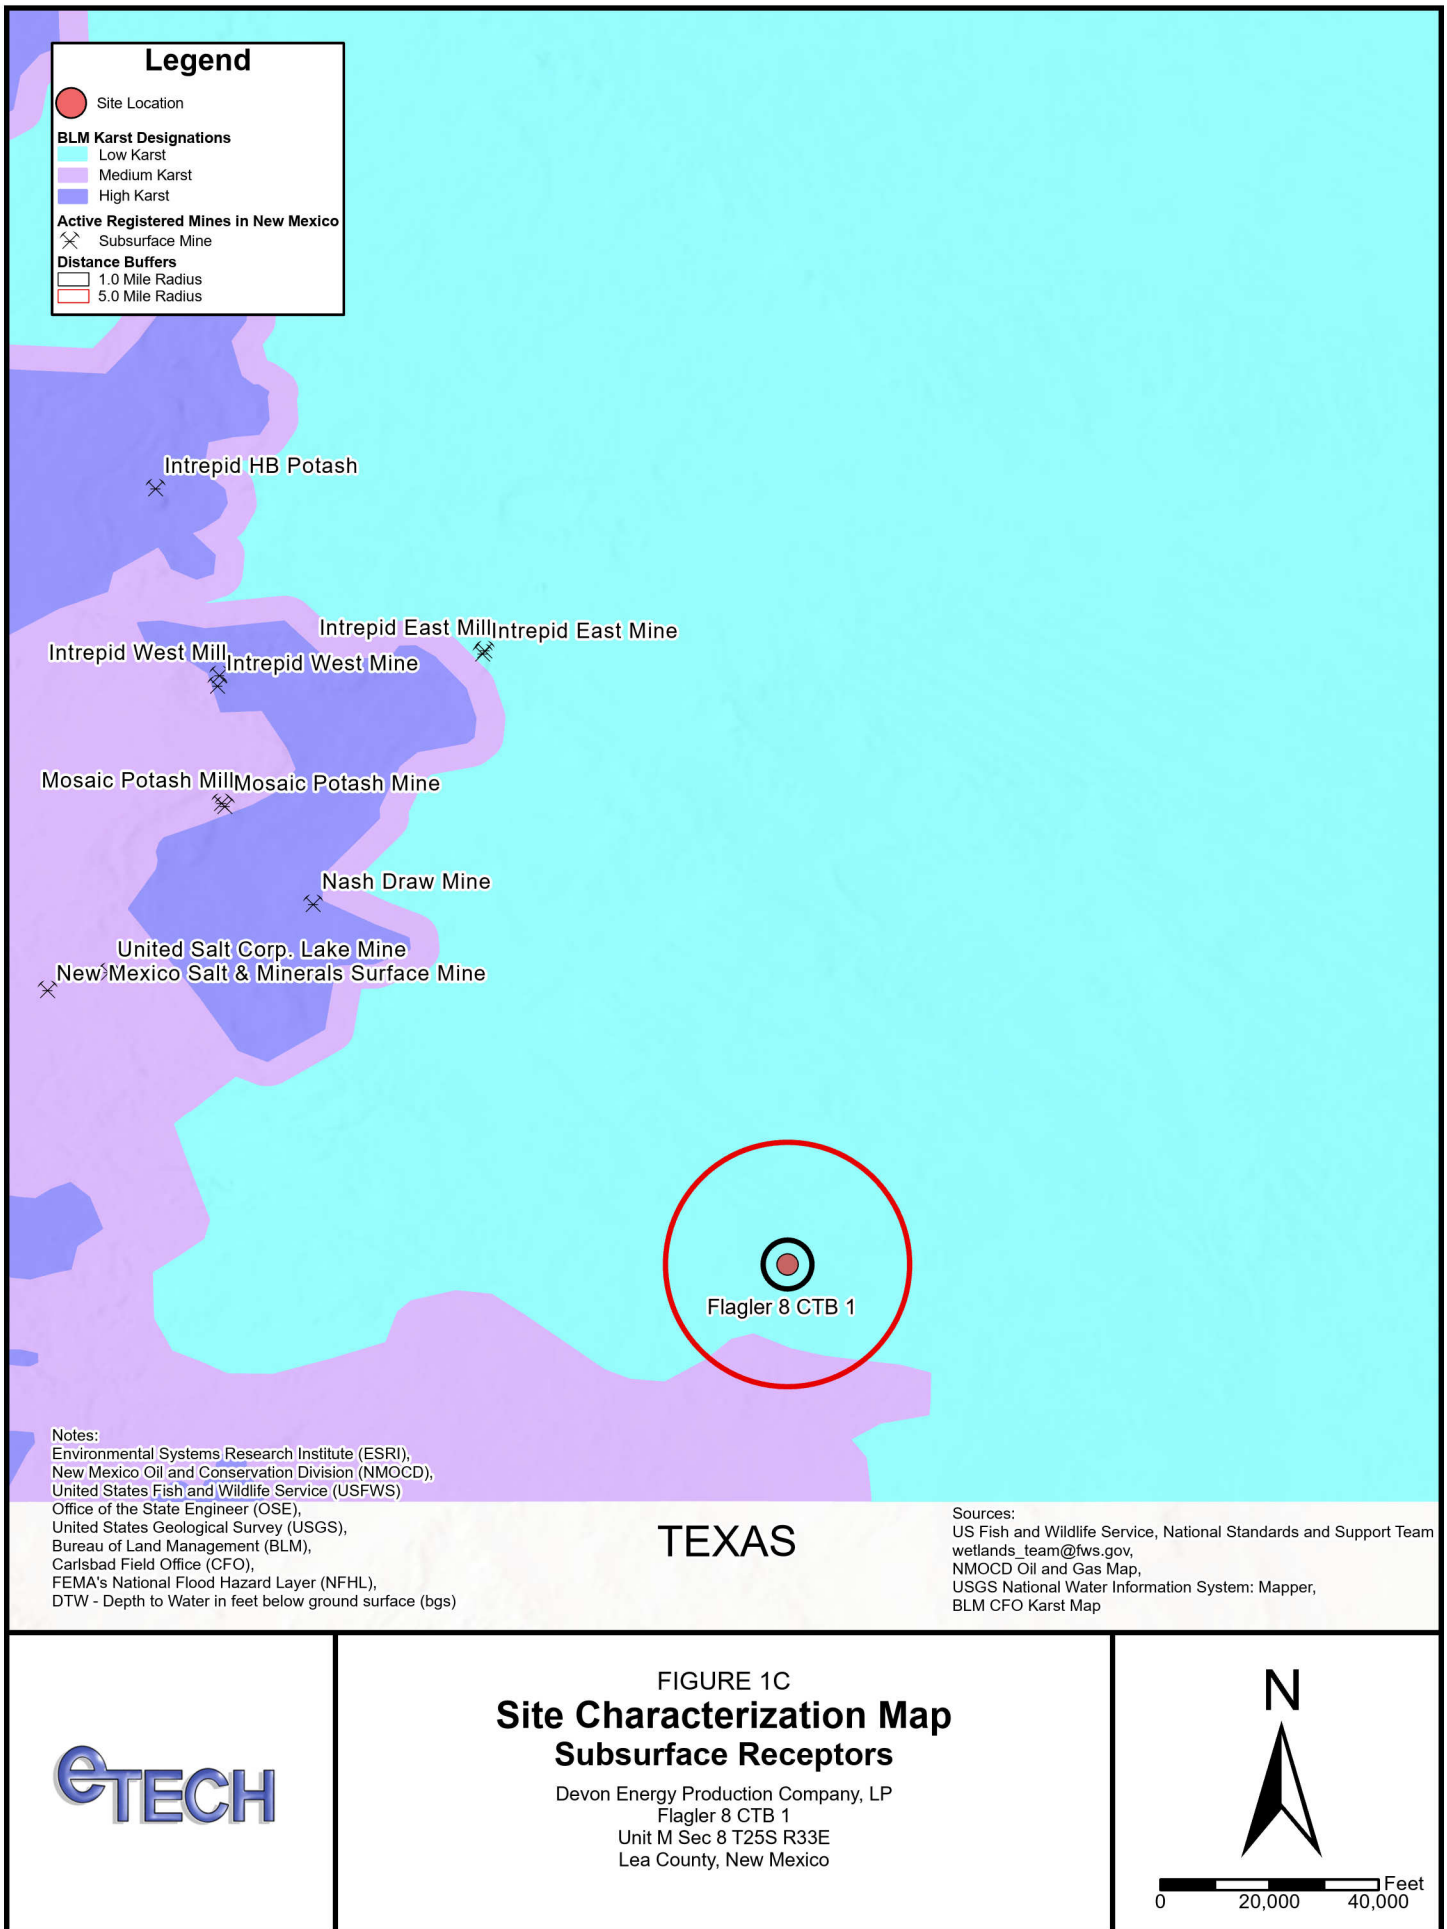 Legend
Site Location
BLM Karst Designations
Low Karst
Medium Karst
High Karst
Active Registered Mines in New Mexico
Subsurface Mine
Distance Buffers
1.0 Mile Radius
5.0 Mile Radius
Intrepid HB Potash
Intrepid East Mill
Intrepid East Mine
Intrepid West Mill
Intrepid West Mine
Mosaic Potash Mill
Mosaic Potash Mine
Nash Draw Mine
United Salt Corp. Lake Mine
New Mexico Salt & Minerals Surface Mine
Flagler 8 CTB 1
Notes:
Environmental Systems Research Institute (ESRI),
New Mexico Oil and Conservation Division (NMOCD),
United States Fish and Wildlife Service (USFWS)
Office of the State Engineer (OSE),
United States Geological Survey (USGS),
Bureau of Land Management (BLM),
Carlsbad Field Office (CFO),
FEMA's National Flood Hazard Layer (NFHL),
DTW - Depth to Water in feet below ground surface (bgs)
TEXAS
Sources:
US Fish and Wildlife Service, National Standards and Support Team
wetlands_team@fws.gov,
NMOCD Oil and Gas Map,
USGS National Water Information System: Mapper,
BLM CFO Karst Map
eTECH
FIGURE 1C
Site Characterization Map
Subsurface Receptors
Devon Energy Production Company, LP
Flagler 8 CTB 1
Unit M Sec 8 T25S R33E
Lea County, New Mexico
N
Feet
0 20,000 40,000